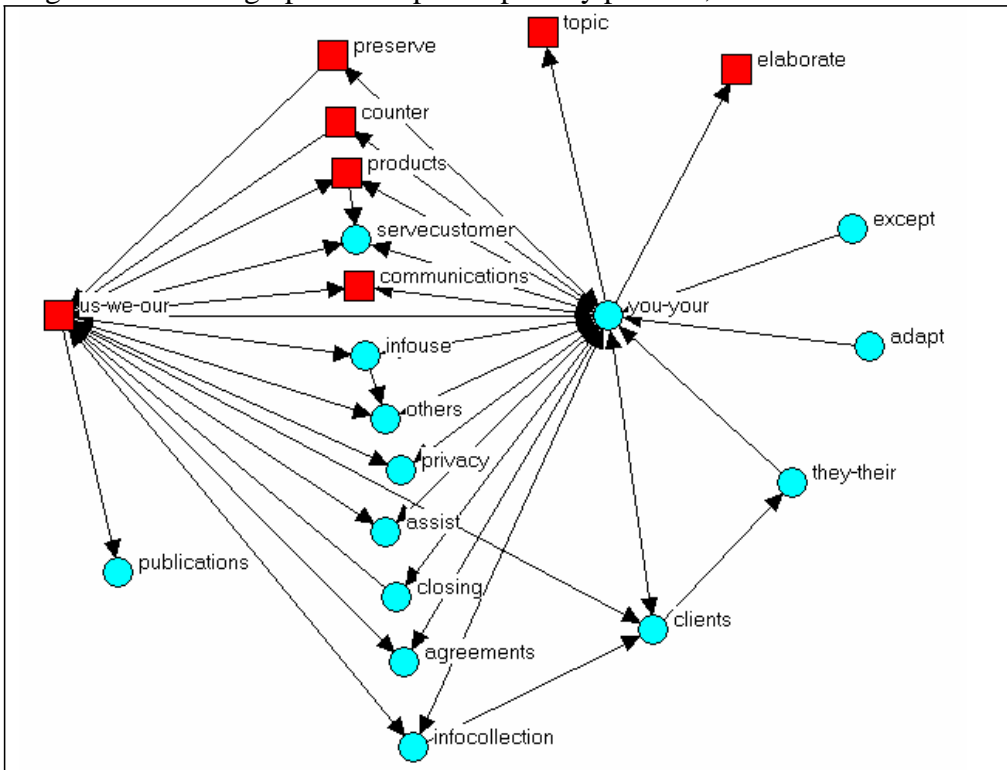 topic
preserve
elaborate
counter
products
except
servecustomer
communications
us-we-our
you-your
adapt
infouse
others
privacy
they-their
assist
publications
closing
clients
agreements
infocollection